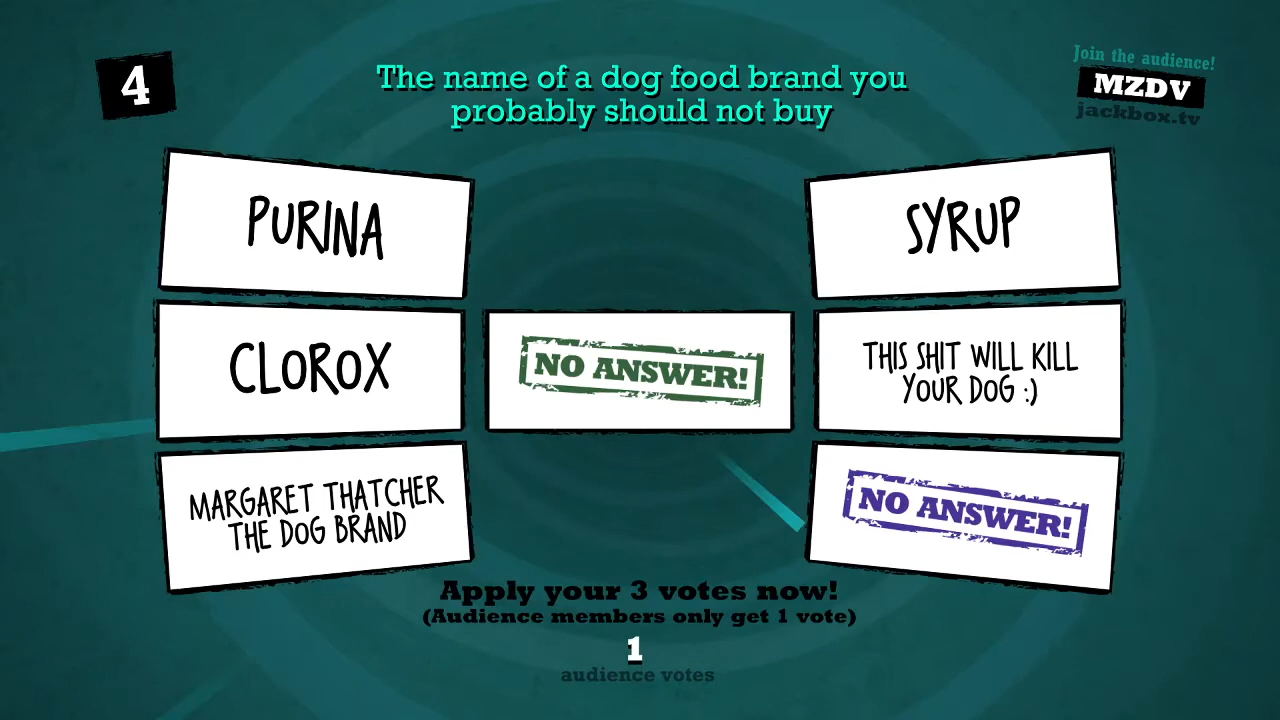 4
The name of a dog food brand you
probably should not buy
Join the audience!
MZDV
jackbox.tv
PURINA
SYRUP
CLOROX
NO ANSWER!
THIS SHIT WILL KILL
YOUR DOG :)
MARGARET THATCHER
THE DOG BRAND
NO ANSWER!
Apply your 3 votes now!
(Audience members only get 1 vote)
1
audience votes